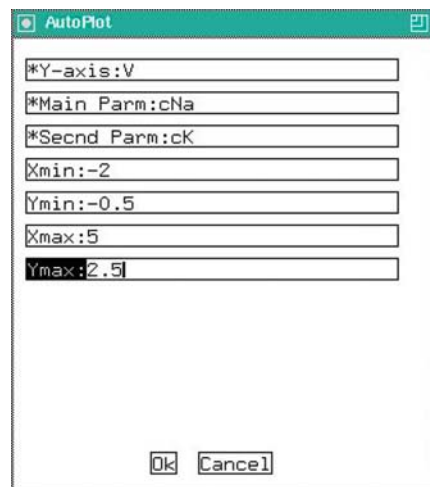 AutoPlot
*Y-axis:V
*Main Parm:cNa
*Secnd Parm:cK
Xmin:-2
Ymin:-0.5
Xmax:5
Ymax:2.5
Ok Cancel